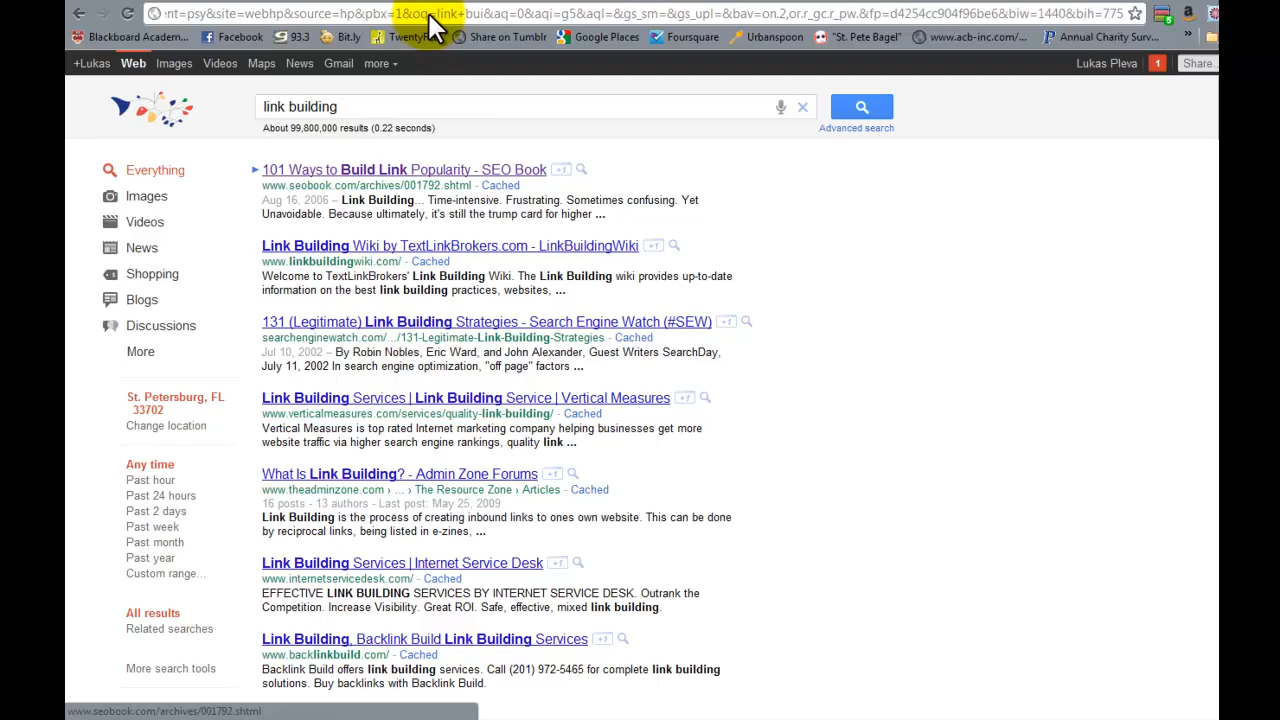 ent=psy&site=webhp&source=hp&pbx=1&oq=link+bui&aq=0&aqi=g5&aql=&gs_sm=&gs_upl=&bav=on.2,or.r_gc.r_pw.&fp=d4254cc904f96be6&biw=1440&bih=775
Blackboard Academ... Facebook 93.3 Bit.ly Share on Tumblr Google Places Foursquare Urbanspoon "St. Pete Bagel" www.acb-inc.com/... Annual Charity Surv... »
+Lukas Web Images Videos Maps News Gmail more Lukas Pleva 1 Share...
link building
About 99,800,000 results (0.22 seconds) Advanced search
Everything
Images
Videos
News
Shopping
Blogs
Discussions
More
St. Petersburg, FL
33702
Change location
Any time
Past hour
Past 24 hours
Past 2 days
Past week
Past month
Past year
Custom range...
All results
Related searches
More search tools
101 Ways to Build Link Popularity - SEO Book +1
www.seobook.com/archives/001792.shtml - Cached
Aug 16, 2006 – Link Building... Time-intensive. Frustrating. Sometimes confusing. Yet
Unavoidable. Because ultimately, it's still the trump card for higher ...
Link Building Wiki by TextLinkBrokers.com - LinkBuildingWiki +1
www.linkbuildingwiki.com/ - Cached
Welcome to TextLinkBrokers' Link Building Wiki. The Link Building wiki provides up-to-date
information on the best link building practices, websites, ...
131 (Legitimate) Link Building Strategies - Search Engine Watch (#SEW) +1
searchenginewatch.com/.../131-Legitimate-Link-Building-Strategies - Cached
Jul 10, 2002 – By Robin Nobles, Eric Ward, and John Alexander, Guest Writers SearchDay,
July 11, 2002 In search engine optimization, "off page" factors ...
Link Building Services | Link Building Service | Vertical Measures +1
www.verticalmeasures.com/services/quality-link-building/ - Cached
Vertical Measures is top rated Internet marketing company helping businesses get more
website traffic via higher search engine rankings, quality link ...
What Is Link Building? - Admin Zone Forums +1
www.theadminzone.com › ... › The Resource Zone › Articles - Cached
16 posts - 13 authors - Last post: May 25, 2009
Link Building is the process of creating inbound links to ones own website. This can be done
by reciprocal links, being listed in e-zines, ...
Link Building Services | Internet Service Desk +1
www.internetservicedesk.com/ - Cached
EFFECTIVE LINK BUILDING SERVICES BY INTERNET SERVICE DESK. Outrank the
Competition. Increase Visibility. Great ROI. Safe, effective, mixed link building.
Link Building, Backlink Build Link Building Services +1
www.backlinkbuild.com/ - Cached
Backlink Build offers link building services. Call (201) 972-5465 for complete link building
solutions. Buy backlinks with Backlink Build.
www.seobook.com/archives/001792.shtml